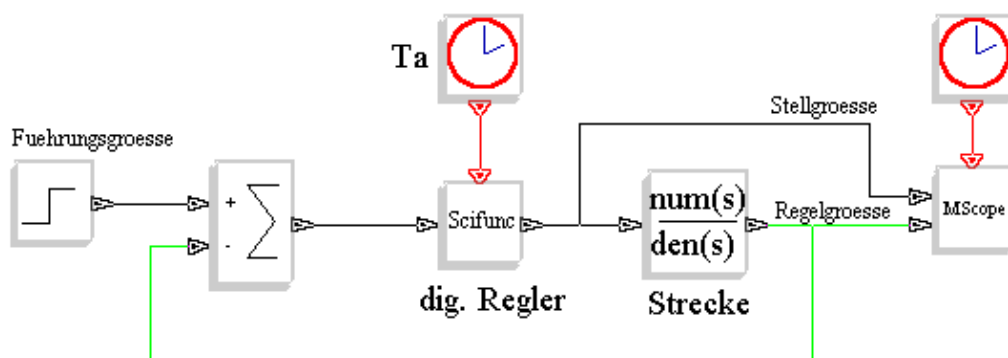 Ta
Stellgroesse
Fuehrungsgroesse
+
-
Scifunc
num(s)
den(s)
Regelgroesse
MScope
dig. Regler
Strecke